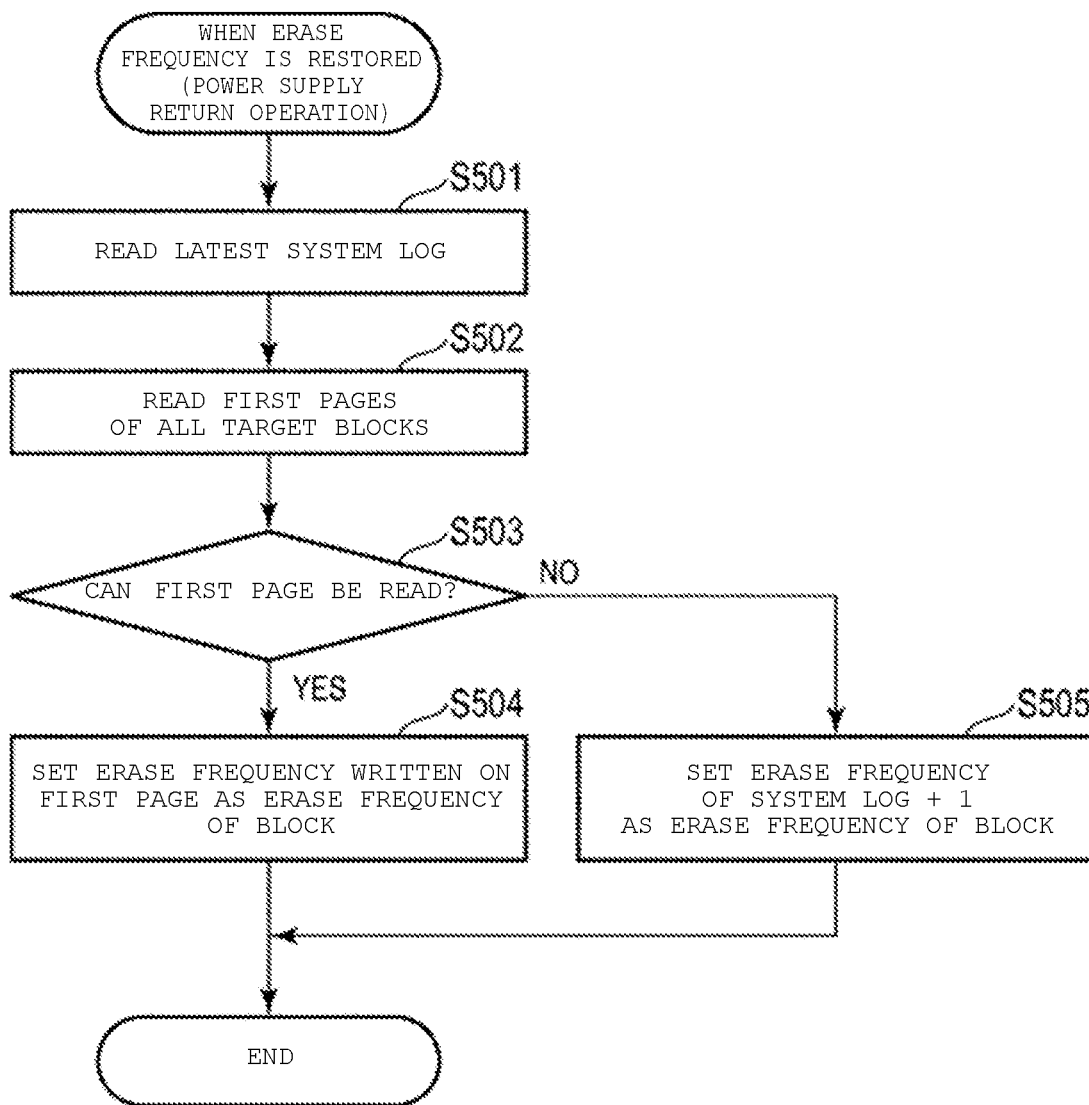 WHEN ERASE
FREQUENCY IS RESTORED
(POWER SUPPLY
RETURN OPERATION)
S501
READ LATEST SYSTEM LOG
S502
READ FIRST PAGES
OF ALL TARGET BLOCKS
S503
CAN FIRST PAGE BE READ?
NO
YES
S504
SET ERASE FREQUENCY WRITTEN ON
FIRST PAGE AS ERASE FREQUENCY
OF BLOCK
S505
SET ERASE FREQUENCY
OF SYSTEM LOG + 1
AS ERASE FREQUENCY OF BLOCK
END